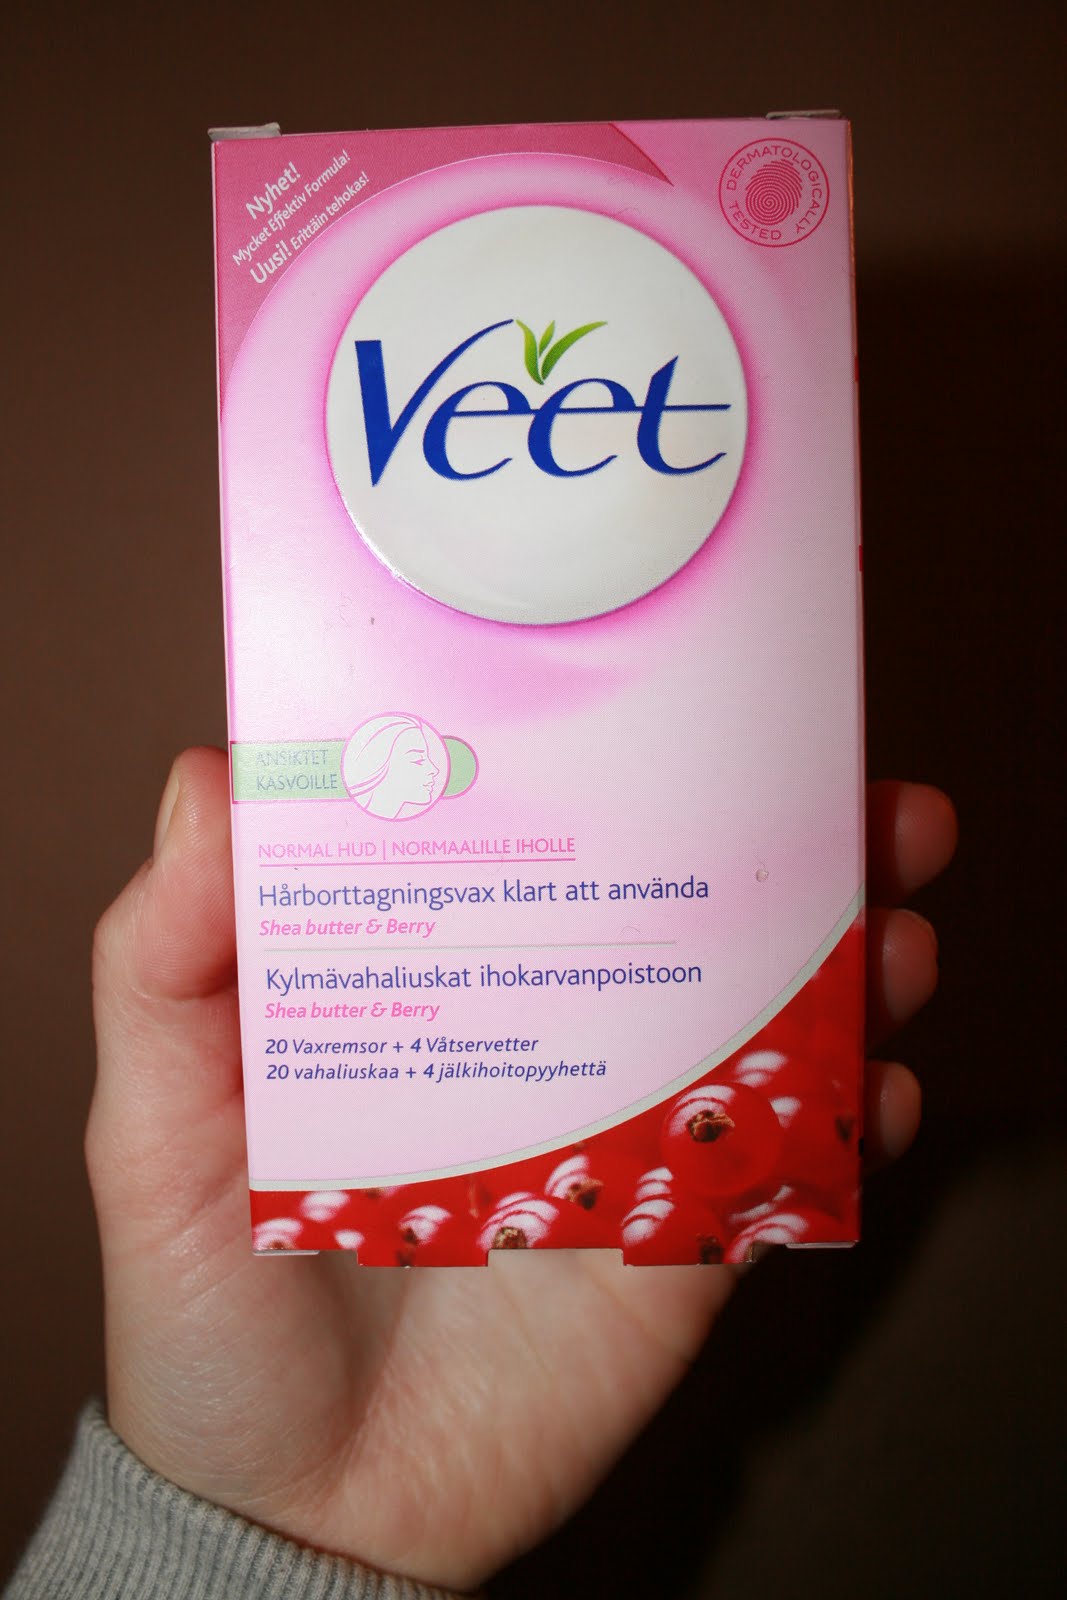 Nyhet!
Mycket Effektiv Formula!
Uusi! Erittäin tehokas!
DERMATOLOGICALLY
TESTED
Veet
ANSIKTET
KASVOILLE
NORMAL HUD | NORMAALILLE IHOLLE
Hårborttagningsvax klart att använda
Shea butter & Berry
Kylmävahaliuskat ihokarvanpoistoon
Shea butter & Berry
20 Vaxremsor + 4 Våtservetter
20 vahaliuskaa + 4 jälkihoitopyyhettä